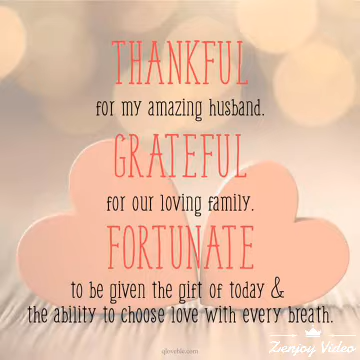 THANKFUL
for my amazing husband.
GRATEFUL
for our loving family.
FORTUNATE
to be given the gift of today &
the ability to choose love with every breath.
Zenjoy Video